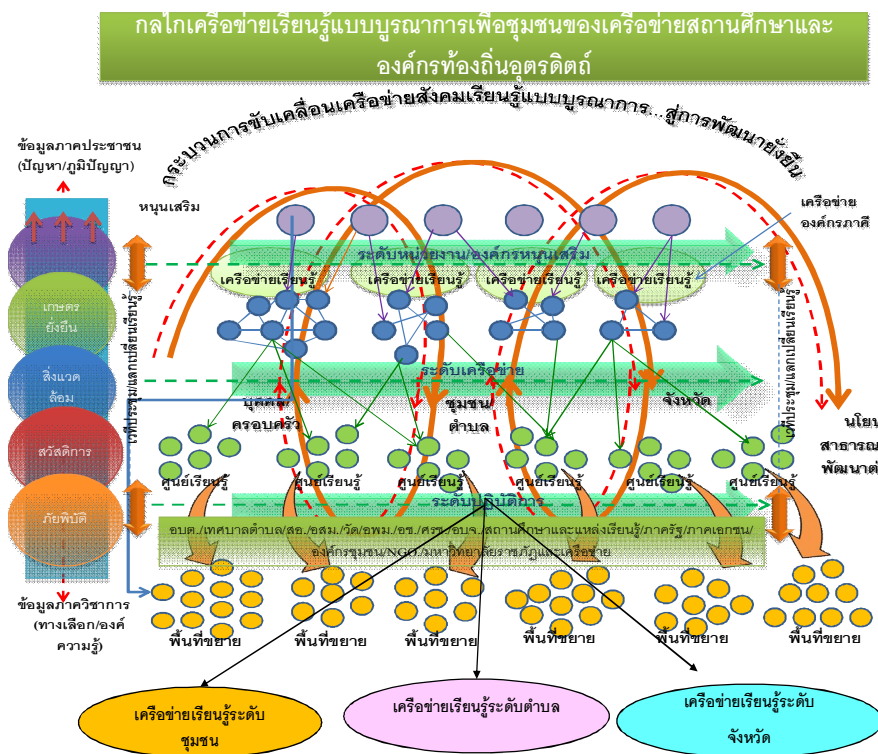 กลไกเครือข่ายเรียนรู้แบบบูรณาการเพื่อชุมชนของเครือข่ายสถานศึกษาและ
องค์กรท้องถิ่นอุตรดิตถ์
กระบวนการขับเคลื่อนเครือข่ายสังคมเรียนรู้แบบบูรณาการ...สู่การพัฒนายั่งยืน
ข้อมูลภาคประชาชน
(ปัญหา/ภูมิปัญญา)
หนุนเสริม
เครือข่าย
องค์กรภาคี
ระดับหน่วยงาน/องค์กรหนุนเสริม
เครือข่ายเรียนรู้
เครือข่ายเรียนรู้
เครือข่ายเรียนรู้
เครือข่ายเรียนรู้
เกษตร
ยั่งยืน
สิ่งแวด
ล้อม
สวัสดิการ
ภัยพิบัติ
เวทีประชุม/แลกเปลี่ยนเรียนรู้
เวทีประชุม/แลกเปลี่ยนเรียนรู้
ระดับเครือข่าย
บุคคล/
ครอบครัว
ชุมชน/
ตำบล
จังหวัด
นโยบ
สาธารณ
พัฒนาต่
ศูนย์เรียนรู้
ศูนย์เรียนรู้
ศูนย์เรียนรู้
ศูนย์เรียนรู้
ศูนย์เรียนรู้
ศูนย์เรียนรู้
ระดับปฏิบัติการ
อบต./เทศบาลตำบล/สอ./อสม./วัด/อพม./อช./ศรช./อบจ./สถานศึกษาและแหล่งเรียนรู้/ภาครัฐ/ภาคเอกชน/
องค์กรชุมชน/NGO./มหาวิทยาลัยราชภัฏและเครือข่าย
ข้อมูลภาควิชาการ
(ทางเลือก/องค์
ความรู้)
พื้นที่ขยาย
พื้นที่ขยาย
พื้นที่ขยาย
พื้นที่ขยาย
พื้นที่ขยาย
พื้นที่ขยาย
เครือข่ายเรียนรู้ระดับ
ชุมชน
เครือข่ายเรียนรู้ระดับตำบล
เครือข่ายเรียนรู้ระดับ
จังหวัด